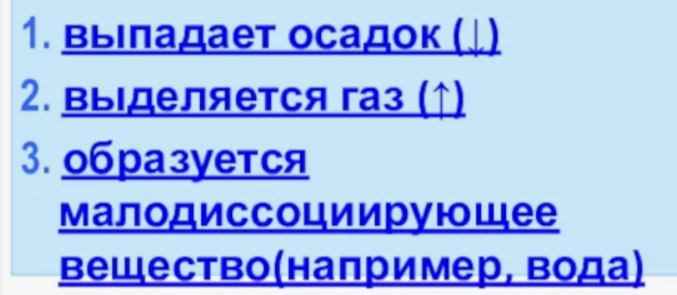 1. выпадает осадок (↓)
2. выделяется газ (↑)
3. образуется
малодиссоциирующее
вещество(например, вода)